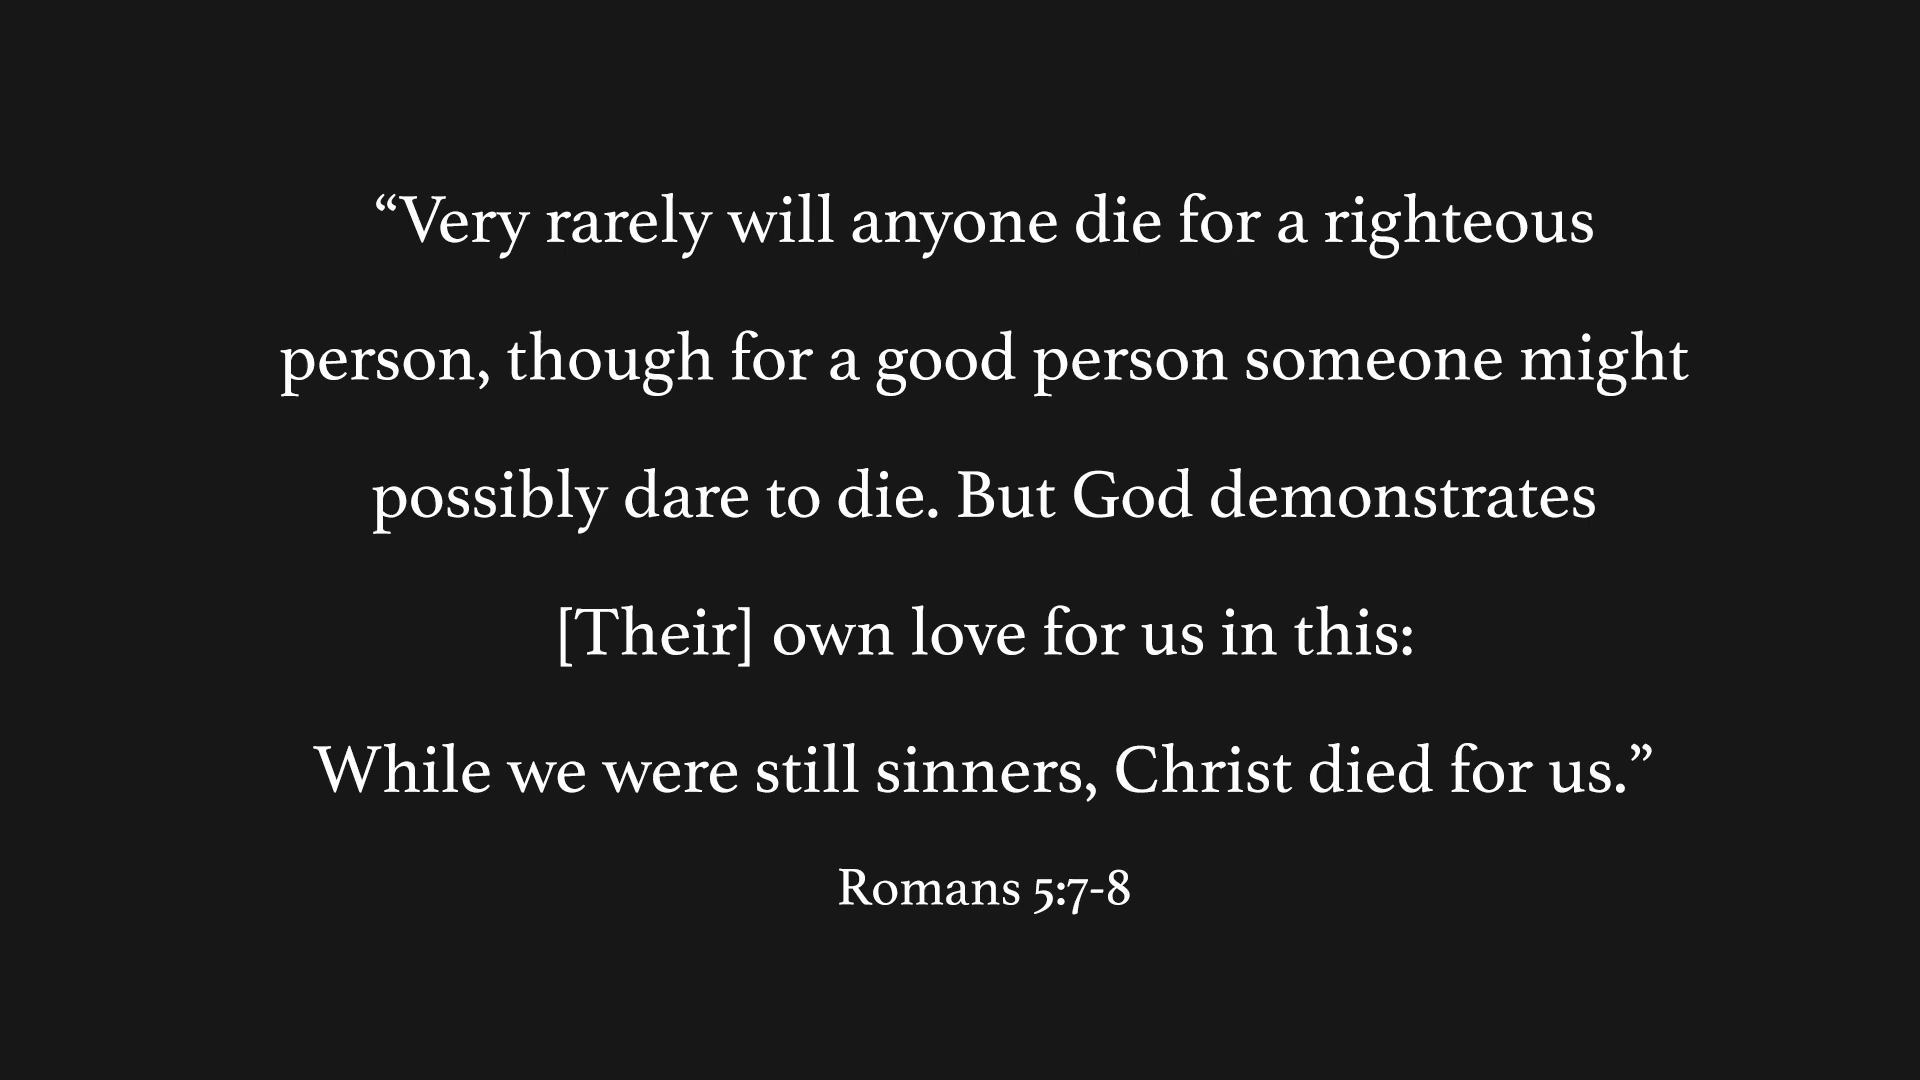 “Very rarely will anyone die for a righteous
person, though for a good person someone might
possibly dare to die. But God demonstrates
[Their] own love for us in this:
While we were still sinners, Christ died for us.”
Romans 5:7-8